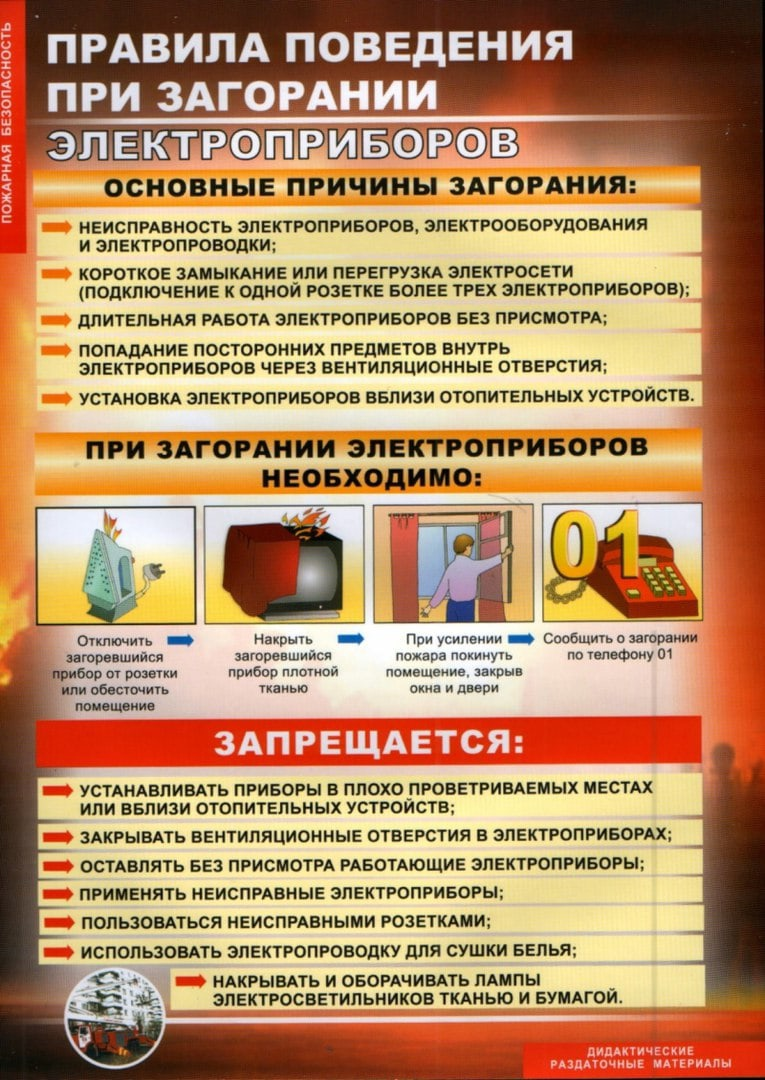 ПОЖАРНАЯ БЕЗОПАСНОСТЬ
ПРАВИЛА ПОВЕДЕНИЯ
ПРИ ЗАГОРАНИИ
ЭЛЕКТРОПРИБОРОВ
ОСНОВНЫЕ ПРИЧИНЫ ЗАГОРАНИЯ:
НЕИСПРАВНОСТЬ ЭЛЕКТРОПРИБОРОВ, ЭЛЕКТРООБОРУДОВАНИЯ
И ЭЛЕКТРОПРОВОДКИ;
КОРОТКОЕ ЗАМЫКАНИЕ ИЛИ ПЕРЕГРУЗКА ЭЛЕКТРОСЕТИ
(ПОДКЛЮЧЕНИЕ К ОДНОЙ РОЗЕТКЕ БОЛЕЕ ТРЕХ ЭЛЕКТРОПРИБОРОВ);
ДЛИТЕЛЬНАЯ РАБОТА ЭЛЕКТРОПРИБОРОВ БЕЗ ПРИСМОТРА;
ПОПАДАНИЕ ПОСТОРОННИХ ПРЕДМЕТОВ ВНУТРЬ
ЭЛЕКТРОПРИБОРОВ ЧЕРЕЗ ВЕНТИЛЯЦИОННЫЕ ОТВЕРСТИЯ;
УСТАНОВКА ЭЛЕКТРОПРИБОРОВ ВБЛИЗИ ОТОПИТЕЛЬНЫХ УСТРОЙСТВ.
ПРИ ЗАГОРАНИИ ЭЛЕКТРОПРИБОРОВ
НЕОБХОДИМО:
01
Отключить
загоревшийся
прибор от розетки
или обесточить
помещение
Накрыть
загоревшийся
прибор плотной
тканью
При усилении
пожара покинуть
помещение, закрыв
окна и двери
Сообщить о загорании
по телефону 01
ЗАПРЕЩАЕТСЯ:
УСТАНАВЛИВАТЬ ПРИБОРЫ В ПЛОХО ПРОВЕТРИВАЕМЫХ МЕСТАХ
ИЛИ ВБЛИЗИ ОТОПИТЕЛЬНЫХ УСТРОЙСТВ;
ЗАКРЫВАТЬ ВЕНТИЛЯЦИОННЫЕ ОТВЕРСТИЯ В ЭЛЕКТРОПРИБОРАХ;
ОСТАВЛЯТЬ БЕЗ ПРИСМОТРА РАБОТАЮЩИЕ ЭЛЕКТРОПРИБОРЫ;
ПРИМЕНЯТЬ НЕИСПРАВНЫЕ ЭЛЕКТРОПРИБОРЫ;
ПОЛЬЗОВАТЬСЯ НЕИСПРАВНЫМИ РОЗЕТКАМИ;
ИСПОЛЬЗОВАТЬ ЭЛЕКТРОПРОВОДКУ ДЛЯ СУШКИ БЕЛЬЯ;
НАКРЫВАТЬ И ОБОРАЧИВАТЬ ЛАМПЫ
ЭЛЕКТРОСВЕТИЛЬНИКОВ ТКАНЬЮ И БУМАГОЙ.
ДИДАКТИЧЕСКИЕ
РАЗДАТОЧНЫЕ МАТЕРИАЛЫ